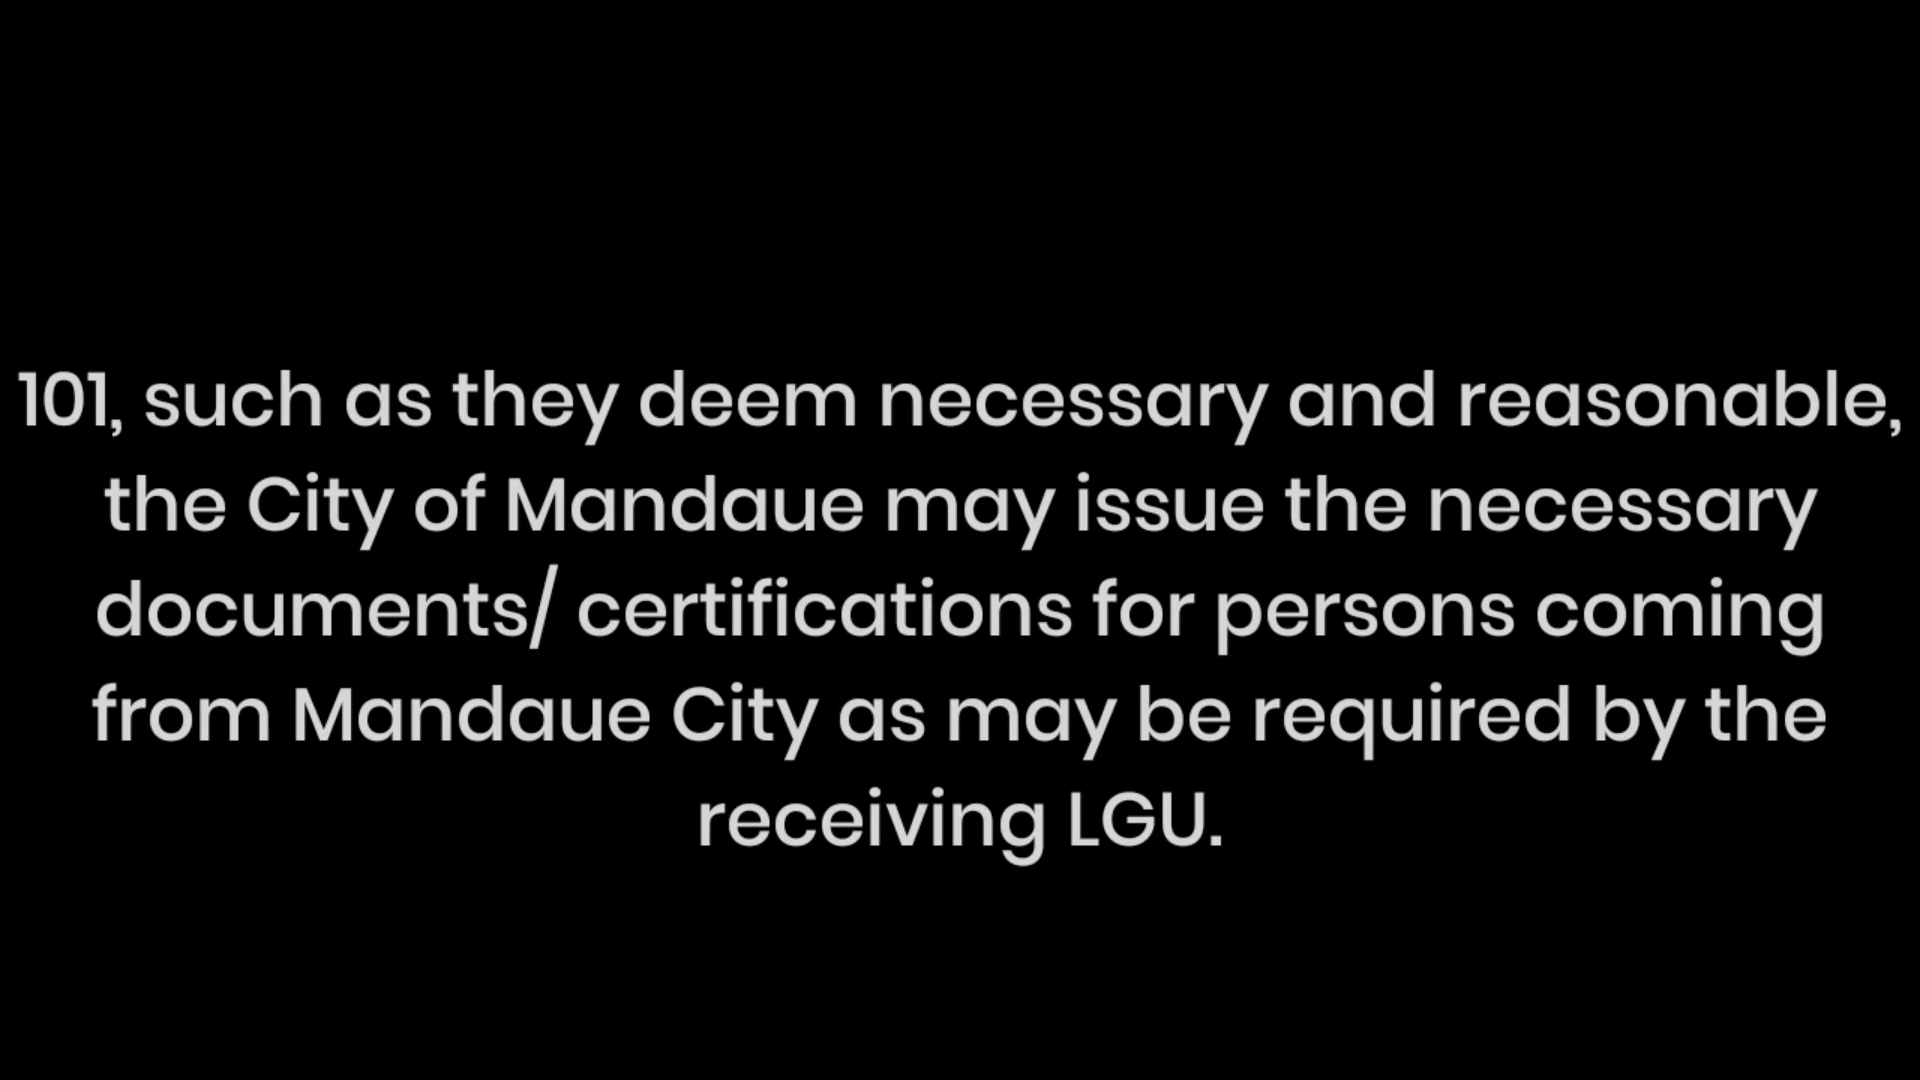 101, such as they deem necessary and reasonable,
the City of Mandaue may issue the necessary
documents/ certifications for persons coming
from Mandaue City as may be required by the
receiving LGU.